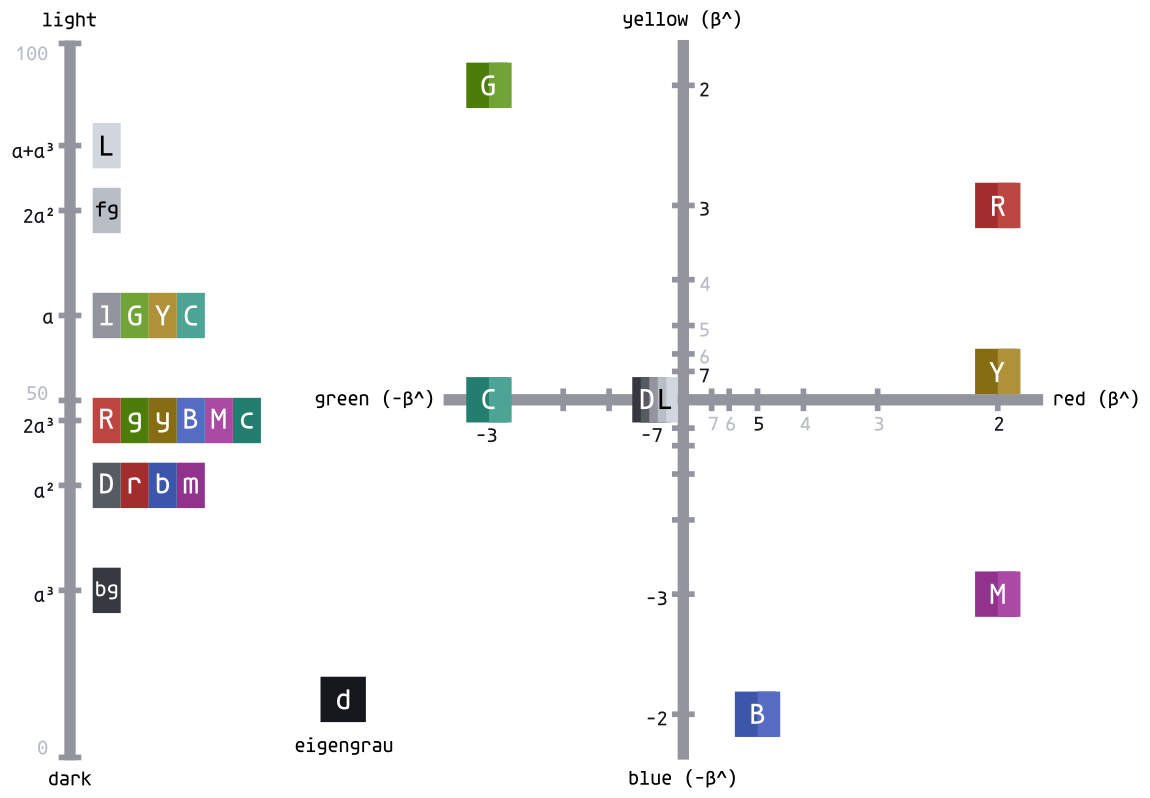 light
yellow (β^)
100
G
2
L
a+a³
fg
2a²
3
R
4
l G Y C
a
5
6
7
Y
50
green (-β^)
C
D L
red (β^)
R g y B M c
2a³
-3
-7
7 6 5 4 3 2
D r b m
a²
bg
a³
-3
M
d
-2
B
eigengrau
0
dark
blue (-β^)